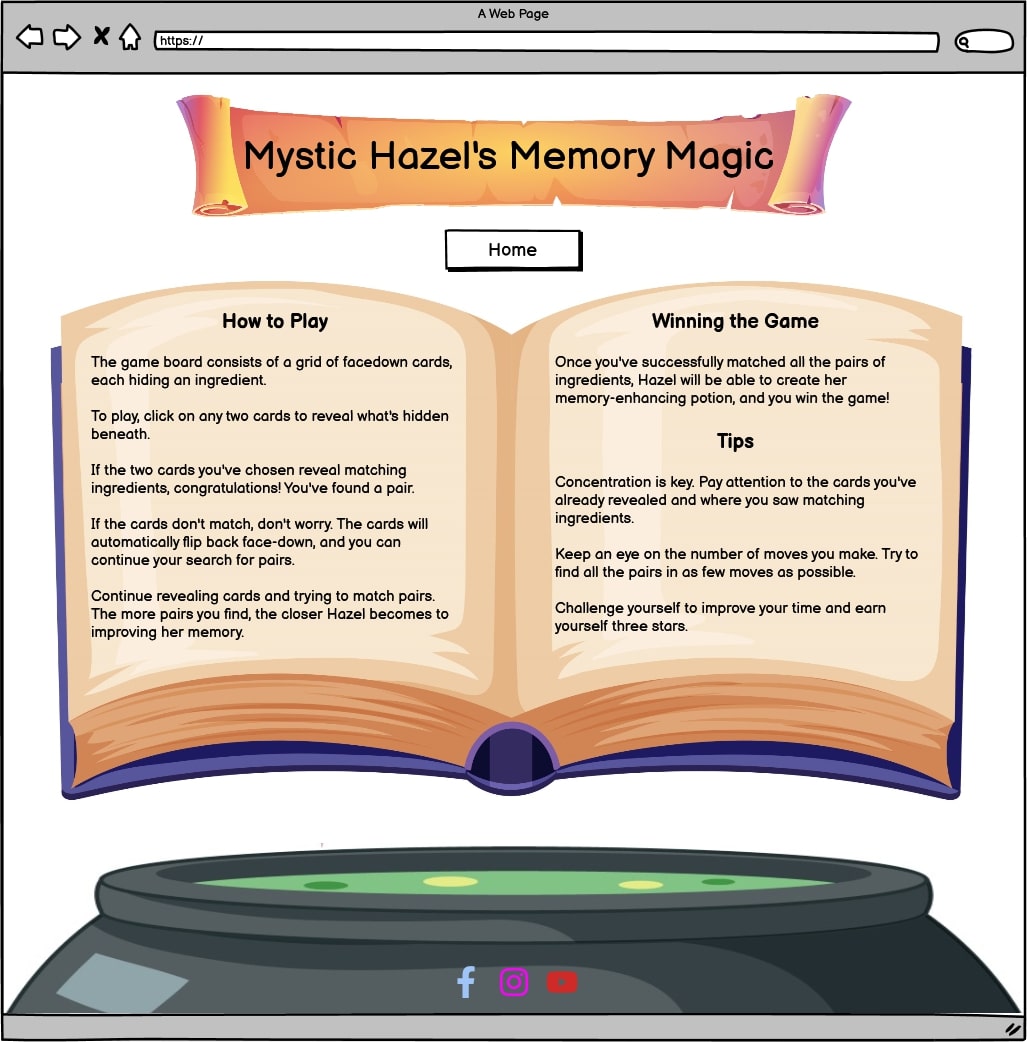 A Web Page
https://
Mystic Hazel's Memory Magic
Home
How to Play
The game board consists of a grid of facedown cards,
each hiding an ingredient.
To play, click on any two cards to reveal what's hidden
beneath.
If the two cards you've chosen reveal matching
ingredients, congratulations! You've found a pair.
If the cards don't match, don't worry. The cards will
automatically flip back face-down, and you can
continue your search for pairs.
Continue revealing cards and trying to match pairs.
The more pairs you find, the closer Hazel becomes to
improving her memory.
Winning the Game
Once you've successfully matched all the pairs of
ingredients, Hazel will be able to create her
memory-enhancing potion, and you win the game!
Tips
Concentration is key. Pay attention to the cards you've
already revealed and where you saw matching
ingredients.
Keep an eye on the number of moves you make. Try to
find all the pairs in as few moves as possible.
Challenge yourself to improve your time and earn
yourself three stars.